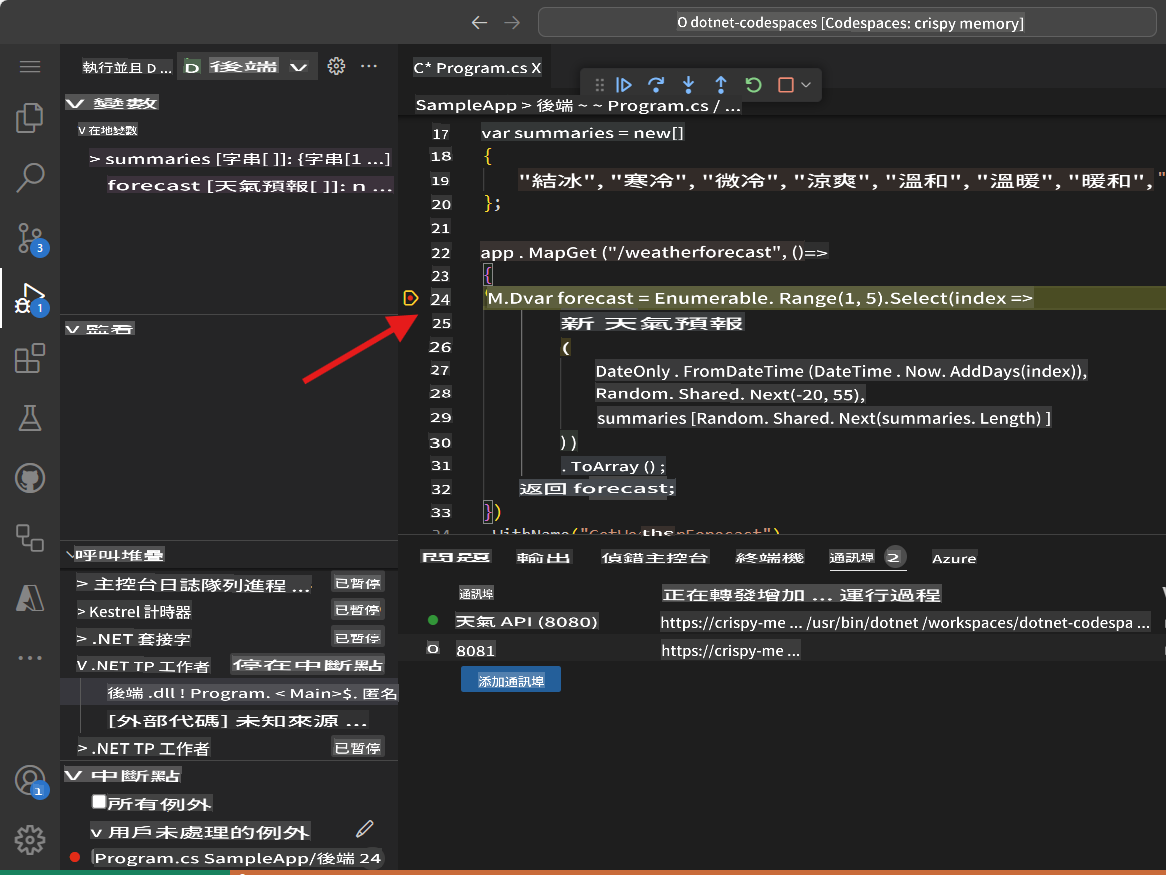 O dotnet-codespaces [Codespaces: crispy memory]
執行並且 D ... D 後端 V
C* Program.cs X
SampleApp > 後端 ~ ~ Program.cs / ...
V 變數
V 在地變數
> summaries [字串[ ]]: {字串[1 ...]
forecast [天氣預報[ ]]: n ...
V 監看
17 var summaries = new[]
18 {
19 "結冰", "寒冷", "微冷", "涼爽", "溫和", "溫暖", "暖和", "
20 };
21
22 app . MapGet ("/weatherforecast", ()=>
23 {
24 M.Dvar forecast = Enumerable. Range(1, 5).Select(index =>
25 新 天氣預報
26 (
27 DateOnly . FromDateTime (DateTime . Now. AddDays(index)),
28 Random. Shared. Next(-20, 55),
29 summaries [Random. Shared. Next(summaries. Length) ]
30 ) )
31 . ToArray () ;
32 返回 forecast;
33 })
V 呼叫堆疊
> 主控台日誌隊列進程 ... 已暫停
> Kestrel 計時器 已暫停
> .NET 套接字 已暫停
V .NET TP 工作者 停在中斷點
後端 .dll ! Program. < Main>$. 匿名
[外部代碼] 未知來源 ...
> .NET TP 工作者 已暫停
V 中斷點
所有例外
v 用戶未處理的例外
Program.cs SampleApp/後端 24
問題 輸出 偵錯主控台 終端機 通訊埠 2 Azure
通訊埠 正在轉發增加 ... 運行過程
天氣 API (8080) https://crispy-me ... /usr/bin/dotnet /workspaces/dotnet-codespa ...
8081 https://crispy-me ...
添加通訊埠
3
1
1